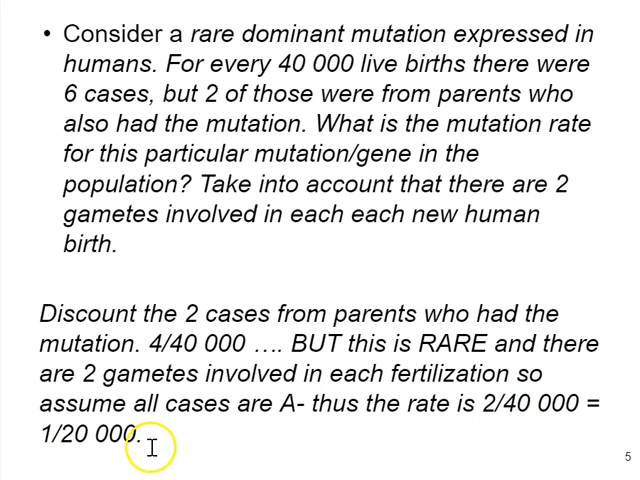 • Consider a rare dominant mutation expressed in
humans. For every 40 000 live births there were
6 cases, but 2 of those were from parents who
also had the mutation. What is the mutation rate
for this particular mutation/gene in the
population? Take into account that there are 2
gametes involved in each each new human
birth.
Discount the 2 cases from parents who had the
mutation. 4/40 000 …. BUT this is RARE and there
are 2 gametes involved in each fertilization so
assume all cases are A- thus the rate is 2/40 000 =
1/20 000.
5